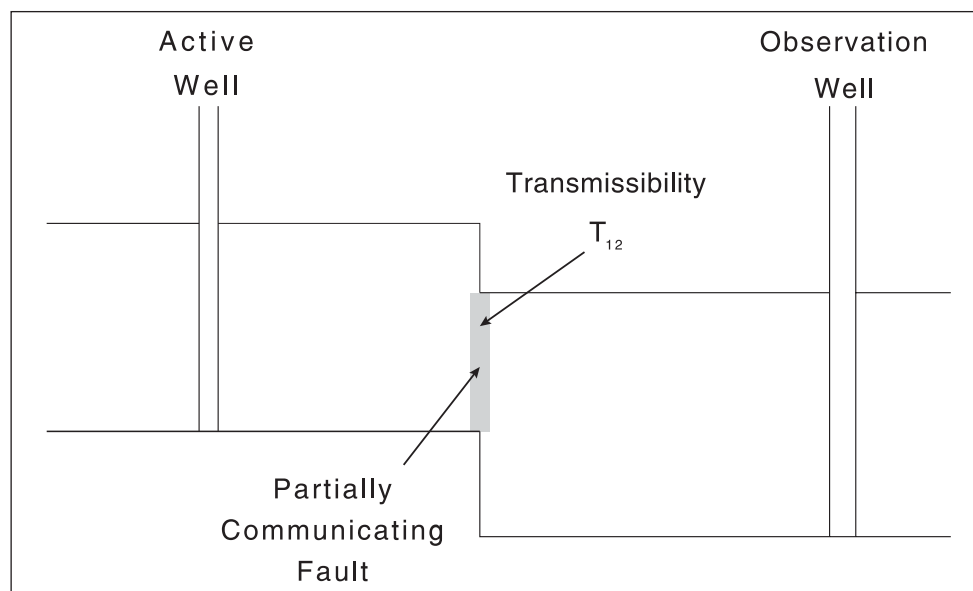 Active
Well
Observation
Well
Transmissibility
T12
Partially
Communicating
Fault